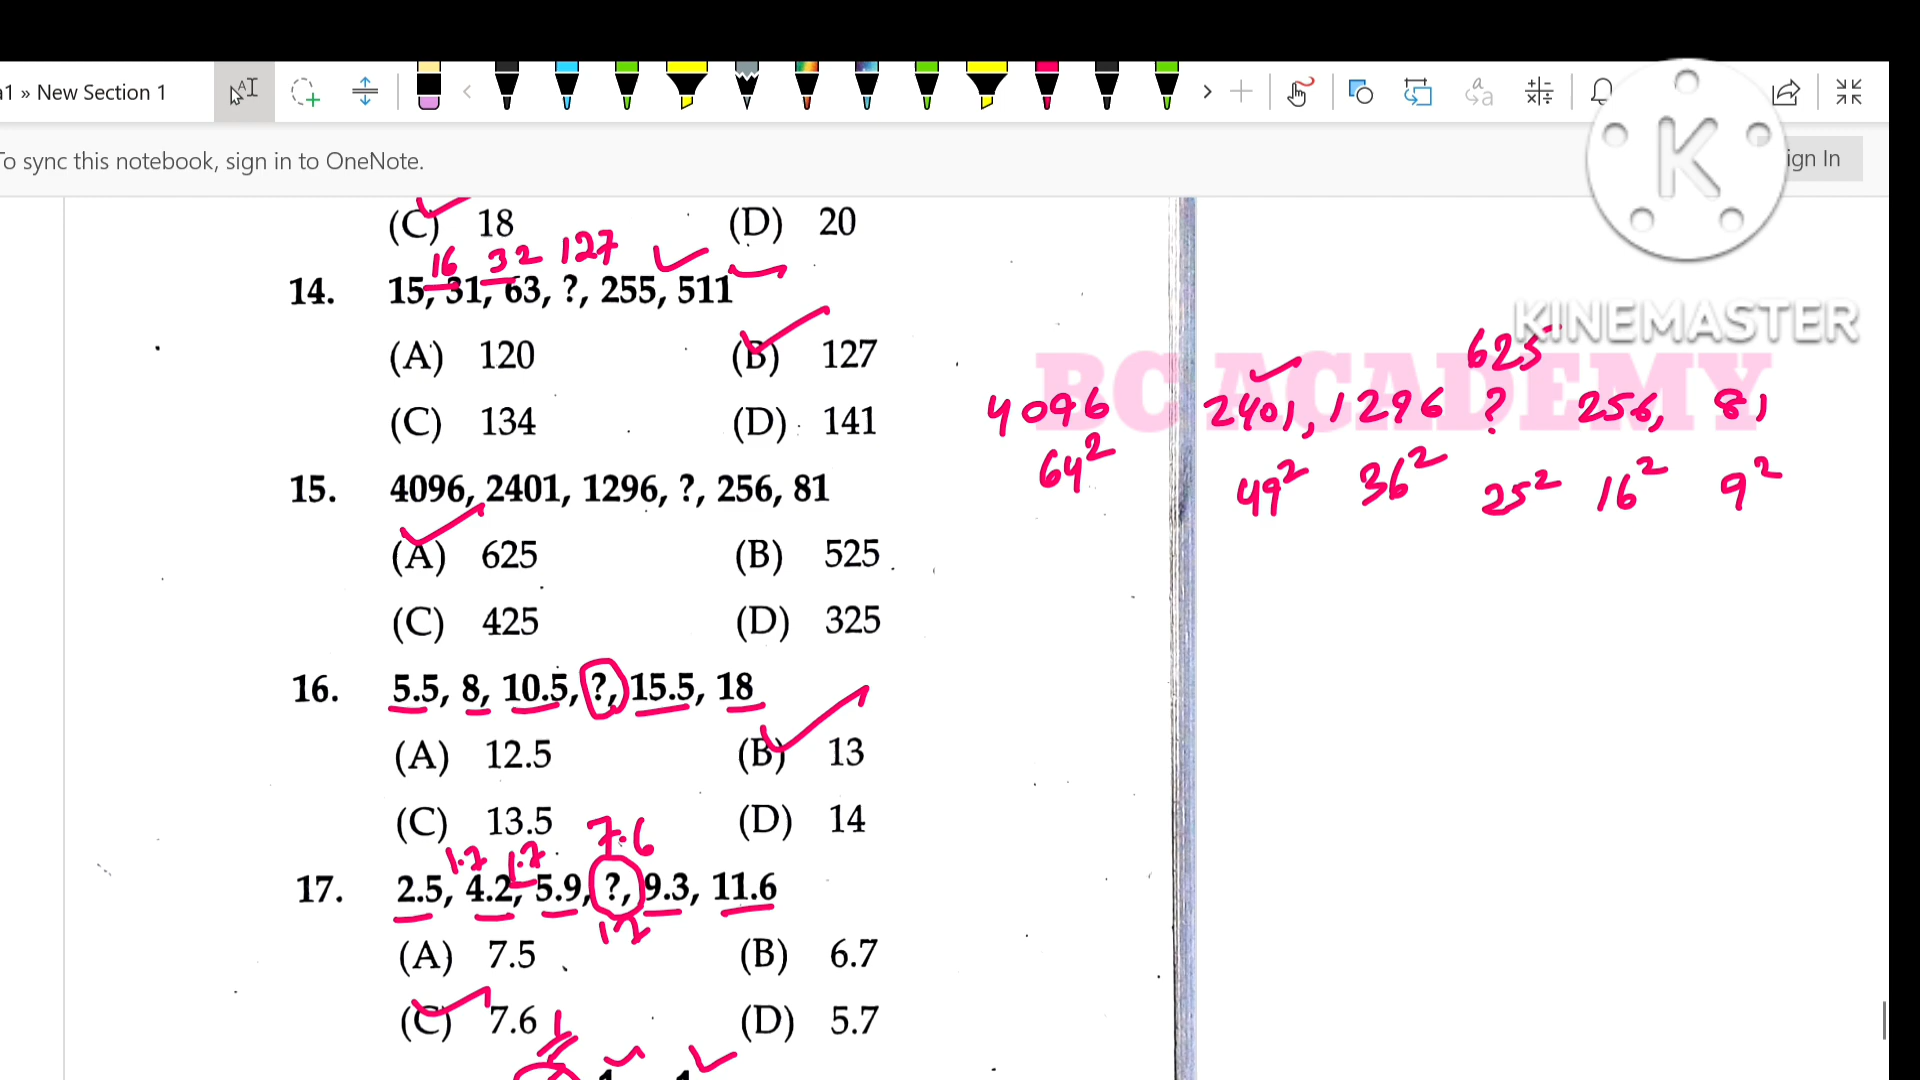 a1 » New Section 1
To sync this notebook, sign in to OneNote.
ign In
K
KINEMASTER
BC ACADEMY
(C) 18 (D) 20
16 32 127
14. 15, 31, 63, ?, 255, 511
(A) 120 (B) 127
(C) 134 (D) 141
625
4096 2401, 1296 ? 256, 81
64² 49² 36² 25² 16² 9²
15. 4096, 2401, 1296, ?, 256, 81
(A) 625 (B) 525
(C) 425 (D) 325
16. 5.5, 8, 10.5, ?, 15.5, 18
(A) 12.5 (B) 13
(C) 13.5 (D) 14
1.7 1.7 7.6
17. 2.5, 4.2, 5.9, ?, 9.3, 11.6
(A) 7.5 (B) 6.7
(C) 7.6 (D) 5.7